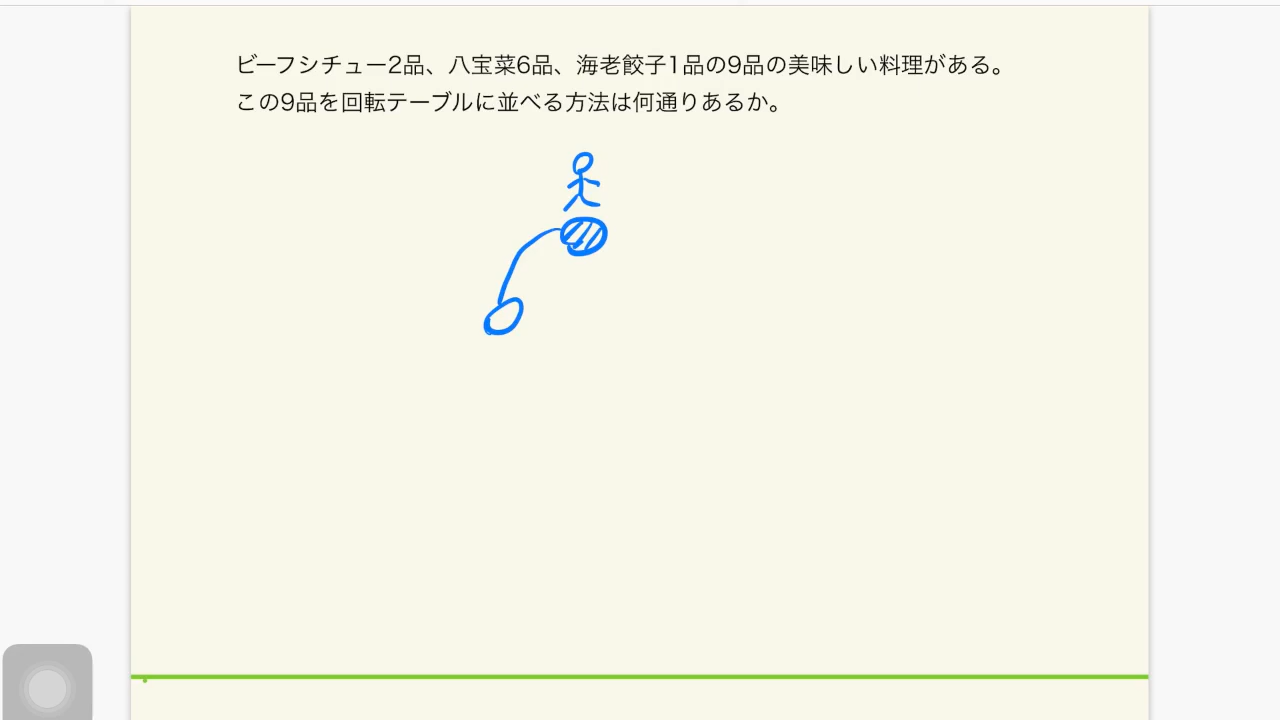 ビーフシチュー2品、八宝菜6品、海老餃子1品の9品の美味しい料理がある。
この9品を回転テーブルに並べる方法は何通りあるか。